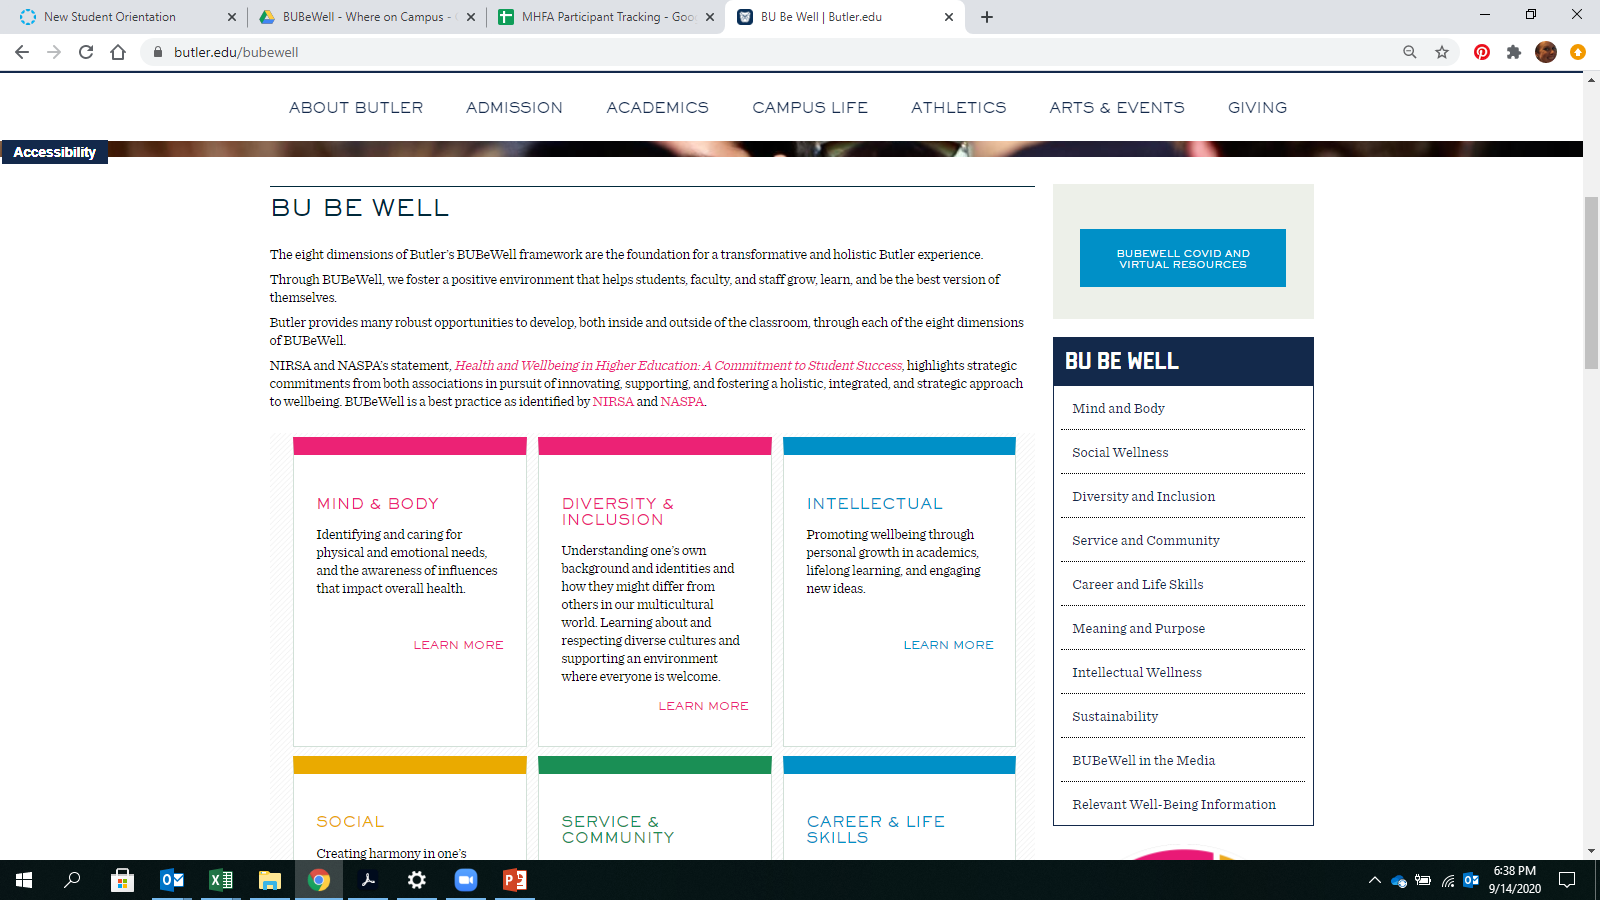 New Student Orientation
BUBeWell - Where on Campus -
MHFA Participant Tracking - Goo
BU Be Well | Butler.edu
butler.edu/bubewell
ABOUT BUTLER
ADMISSION
ACADEMICS
CAMPUS LIFE
ATHLETICS
ARTS & EVENTS
GIVING
Accessibility
BU BE WELL
The eight dimensions of Butler's BUBeWell framework are the foundation for a transformative and holistic Butler experience.
Through BUBeWell, we foster a positive environment that helps students, faculty, and staff grow, learn, and be the best version of
themselves.
Butler provides many robust opportunities to develop, both inside and outside of the classroom, through each of the eight dimensions
of BUBeWell.
NIRSA and NASPA's statement, Health and Wellbeing in Higher Education: A Commitment to Student Success, highlights strategic
commitments from both associations in pursuit of innovating, supporting, and fostering a holistic, integrated, and strategic approach
to wellbeing. BUBeWell is a best practice as identified by NIRSA and NASPA.
MIND & BODY
Identifying and caring for
physical and emotional needs,
and the awareness of influences
that impact overall health.
LEARN MORE
DIVERSITY &
INCLUSION
Understanding one's own
background and identities and
how they might differ from
others in our multicultural
world. Learning about and
respecting diverse cultures and
supporting an environment
where everyone is welcome.
LEARN MORE
INTELLECTUAL
Promoting wellbeing through
personal growth in academics,
lifelong learning, and engaging
new ideas.
LEARN MORE
SOCIAL
Creating harmony in one's
SERVICE &
COMMUNITY
CAREER & LIFE
SKILLS
BUBEWELL COVID AND
VIRTUAL RESOURCES
BU BE WELL
Mind and Body
Social Wellness
Diversity and Inclusion
Service and Community
Career and Life Skills
Meaning and Purpose
Intellectual Wellness
Sustainability
BUBeWell in the Media
Relevant Well-Being Information
6:38 PM
9/14/2020